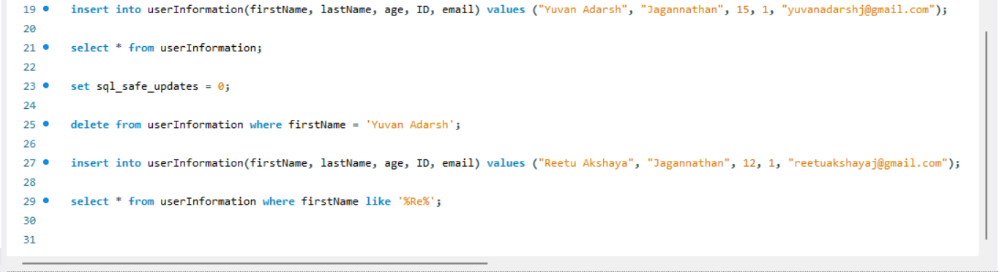 19 insert into userInformation(firstName, lastName, age, ID, email) values ("Yuvan Adarsh", "Jagannathan", 15, 1, "yuvanadarshj@gmail.com");
20
21 select * from userInformation;
22
23 set sql_safe_updates = 0;
24
25 delete from userInformation where firstName = 'Yuvan Adarsh';
26
27 insert into userInformation(firstName, lastName, age, ID, email) values ("Reetu Akshaya", "Jagannathan", 12, 1, "reetuakshayaj@gmail.com");
28
29 select * from userInformation where firstName like '%Re%';
30
31